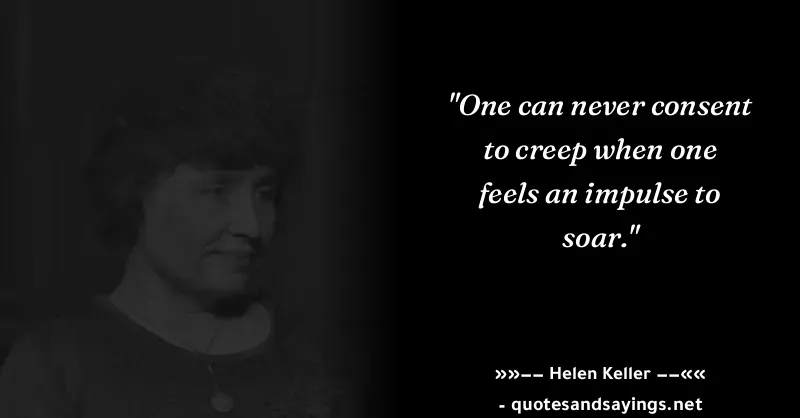 "One can never consent
to creep when one
feels an impulse to
soar."
»»−− Helen Keller −−««
- quotesandsayings.net